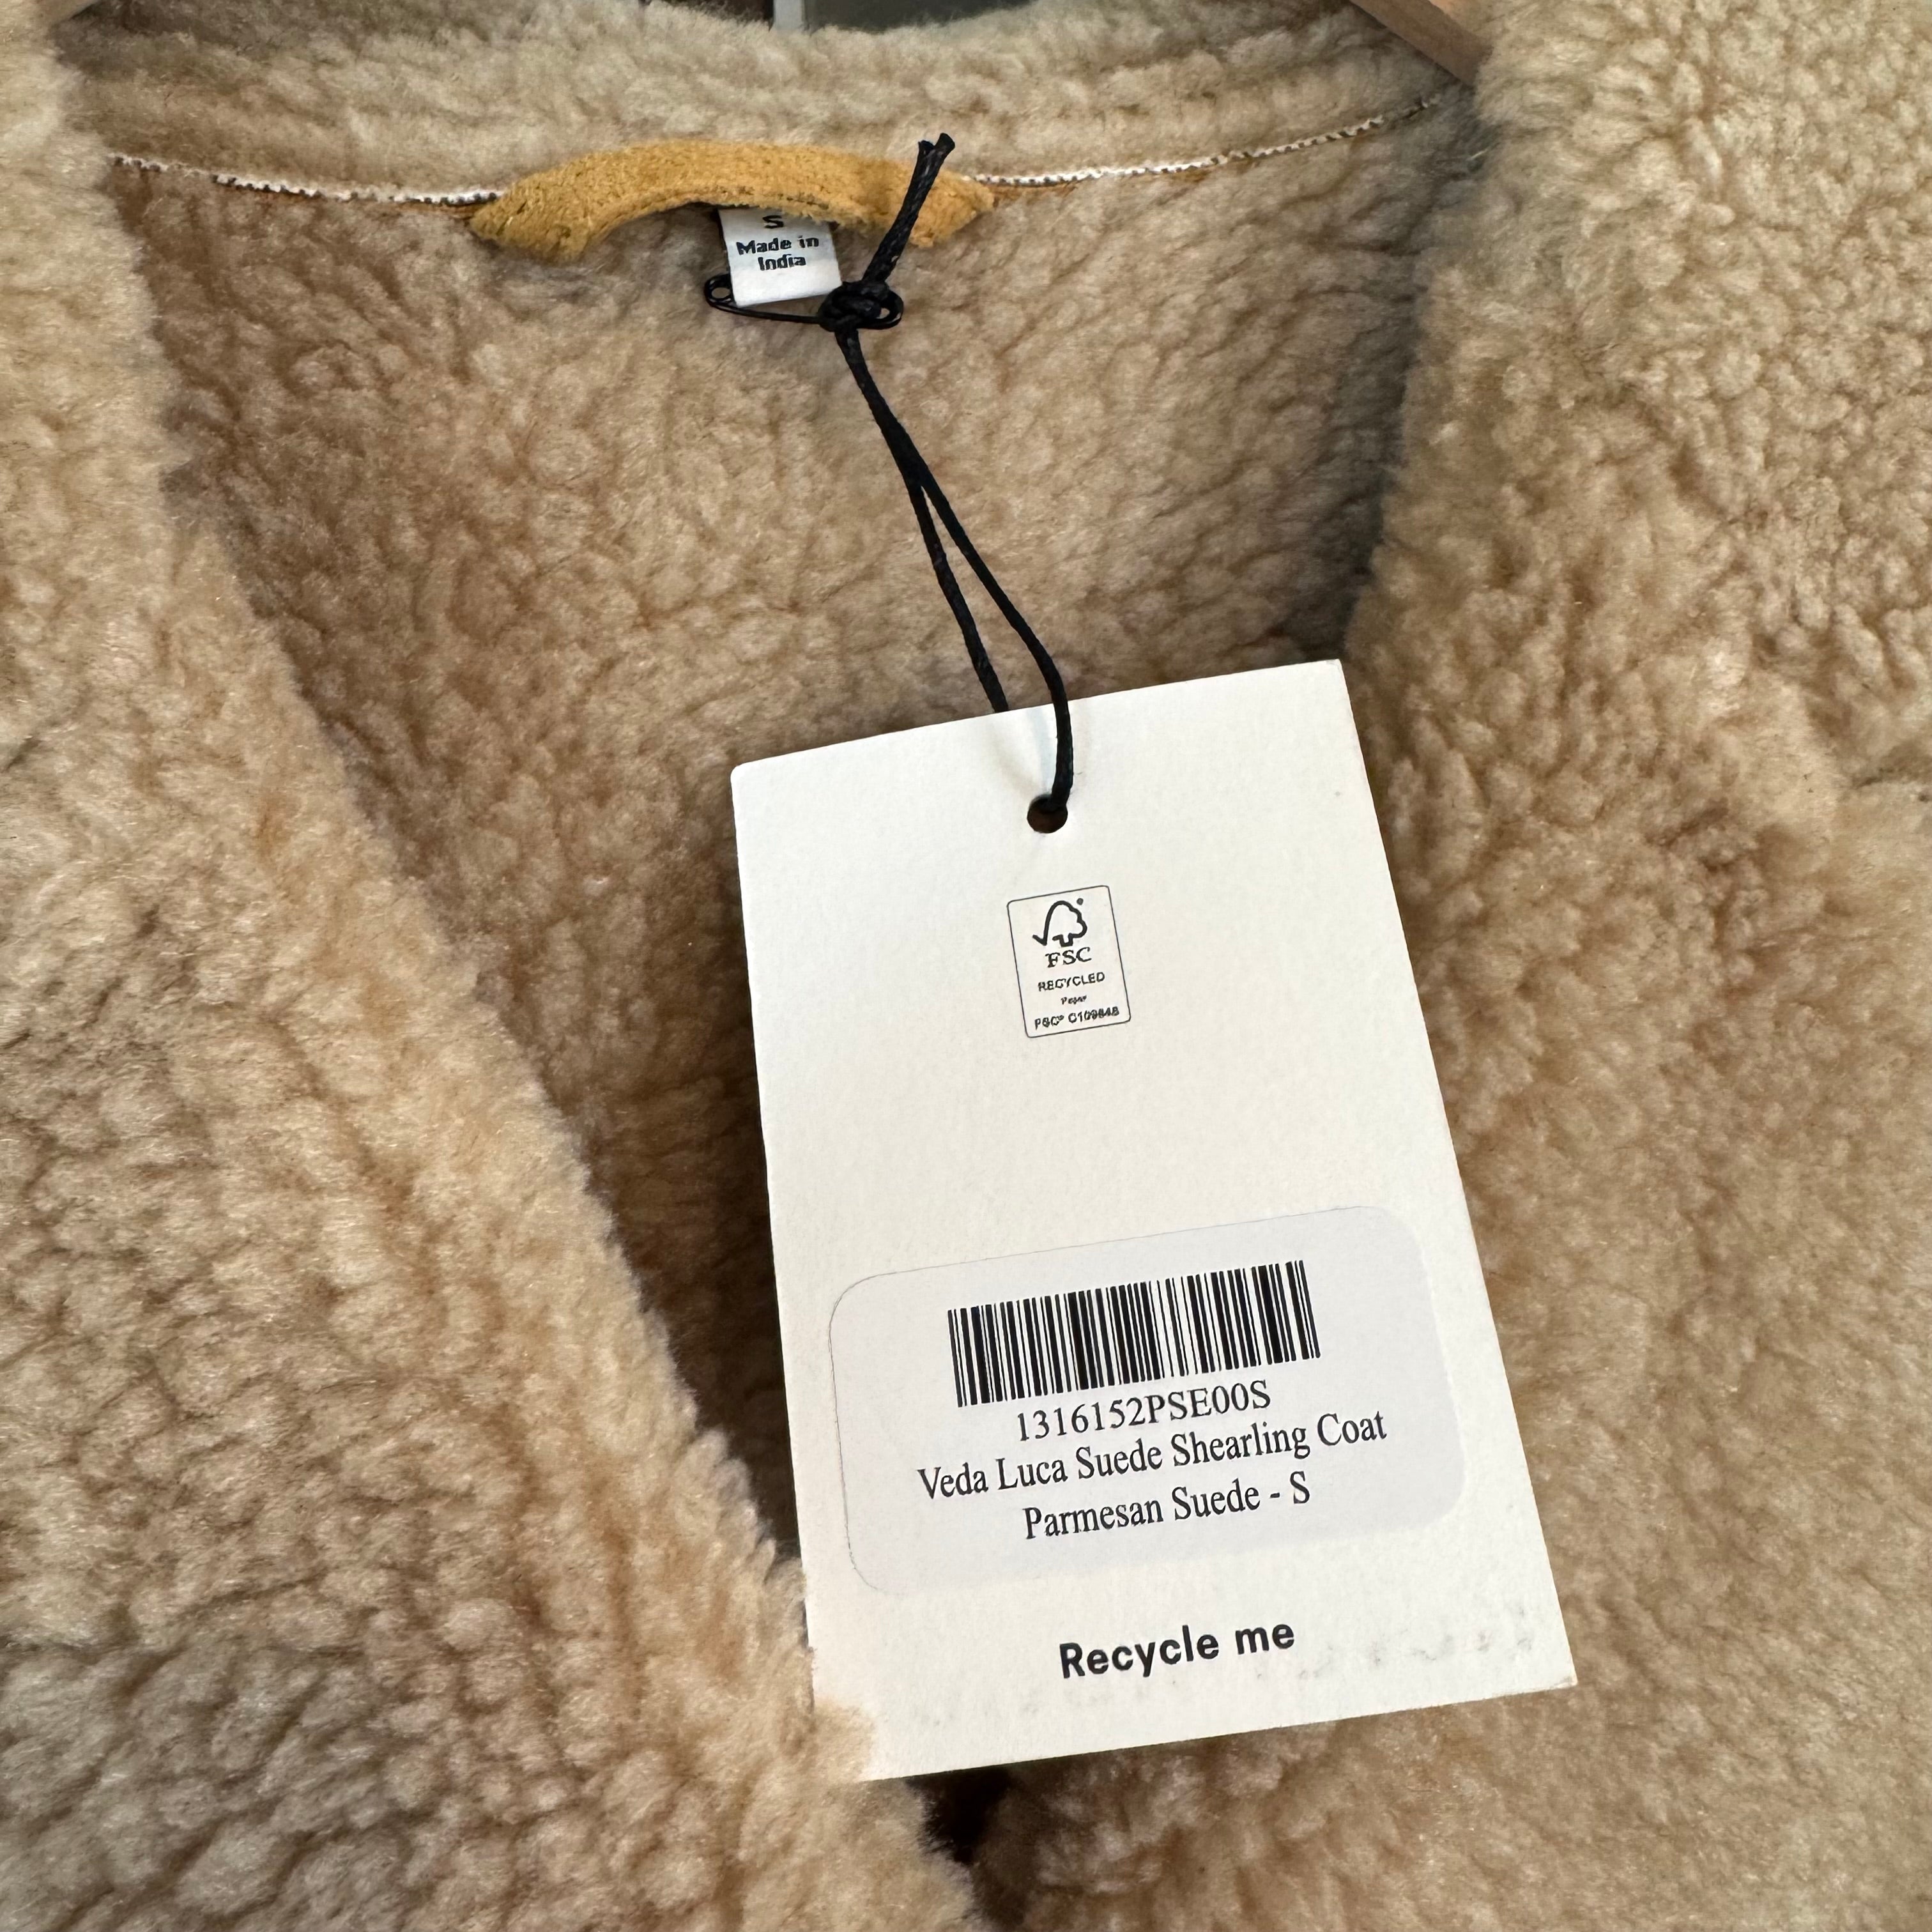 S
Made in
India
FSC
RECYCLED
Paper
FSC® C109848
1316152PSE00S
Veda Luca Suede Shearling Coat
Parmesan Suede - S
Recycle me